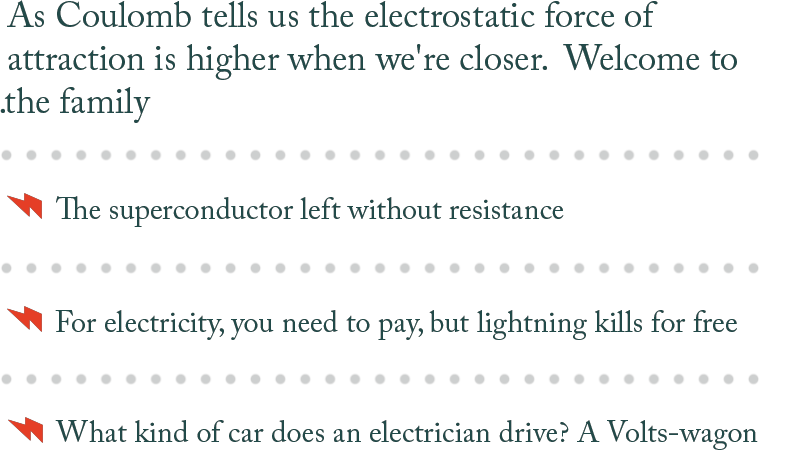 As Coulomb tells us the electrostatic force of
attraction is higher when we're closer.  Welcome to
.the family
The superconductor left without resistance
For electricity, you need to pay, but lightning kills for free
What kind of car does an electrician drive? A Volts-wagon